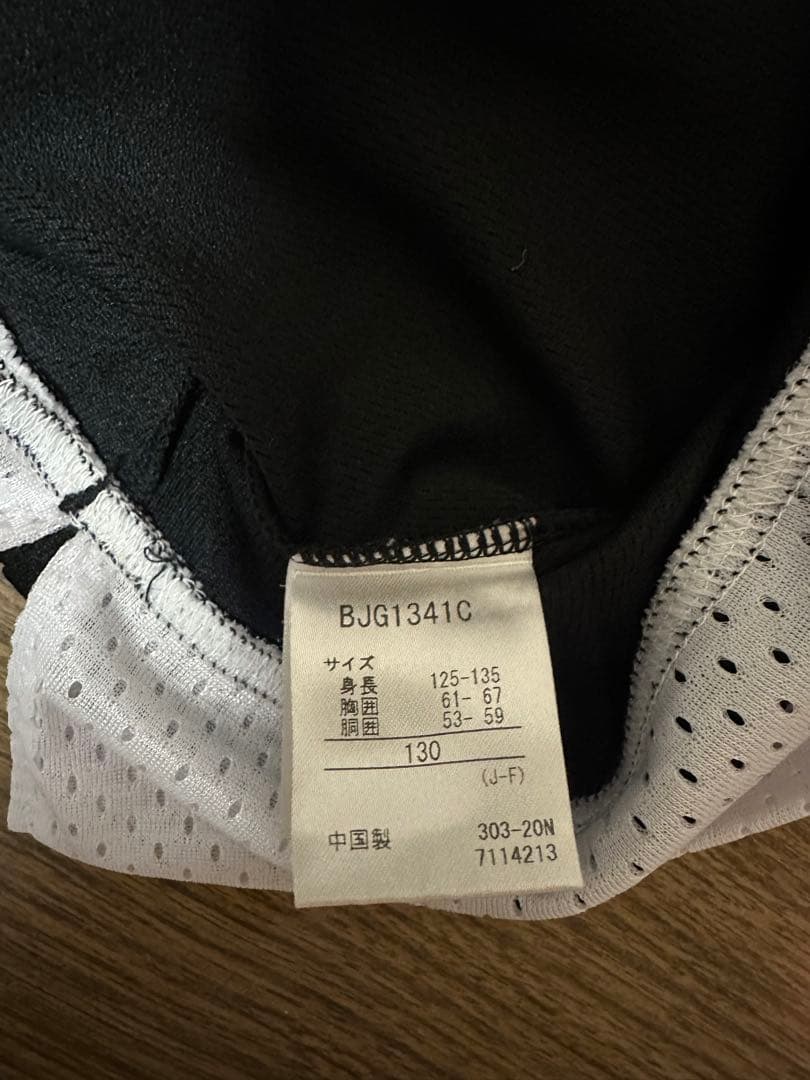 BJG1341C
サイズ
身長 125-135
胸囲 61- 67
胴囲 53- 59
130
(J-F)
中国製 303-20N
7114213